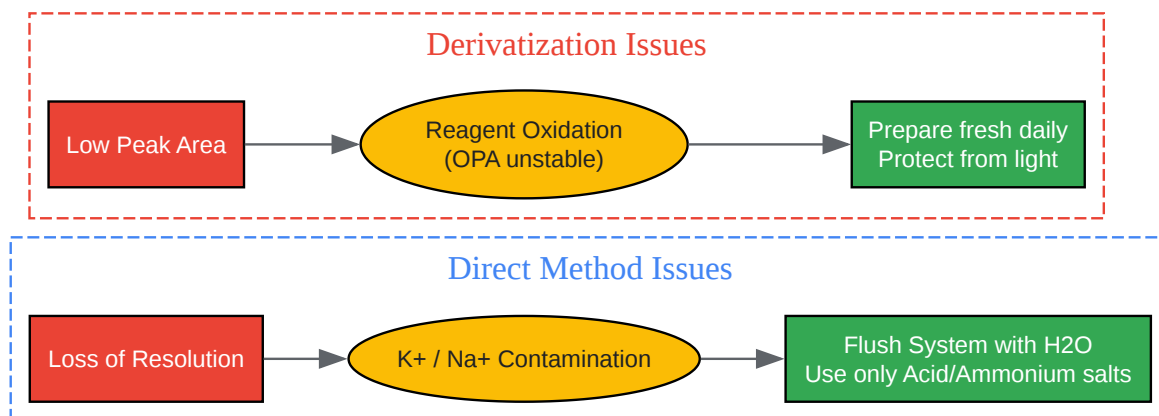 Derivatization Issues
Low Peak Area
Reagent Oxidation
(OPA unstable)
Prepare fresh daily
Protect from light
Direct Method Issues
Loss of Resolution
K+ / Na+ Contamination
Flush System with H2O
Use only Acid/Ammonium salts